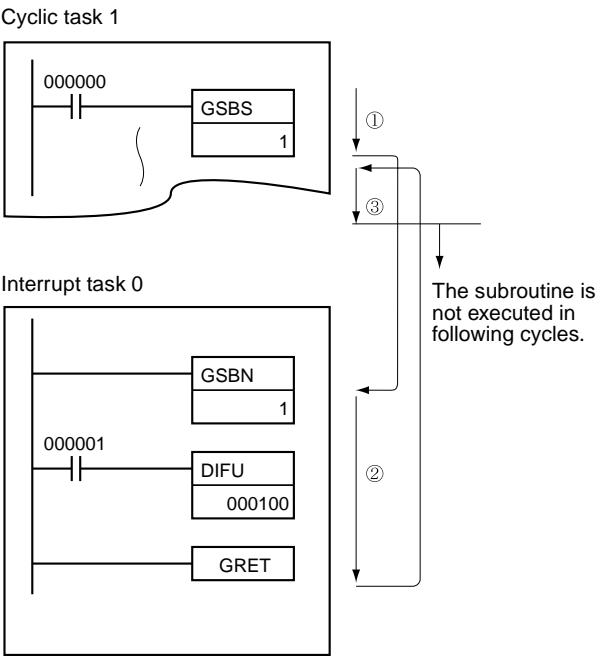 Cyclic task 1
000000
GSBS
1
①
③
The subroutine is
not executed in
following cycles.
Interrupt task 0
GSBN
1
000001
DIFU
000100
②
GRET